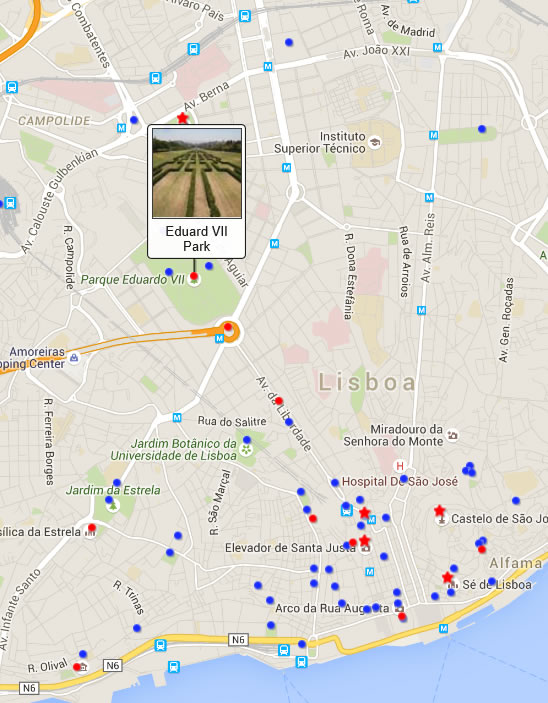 Álvaro Pais
Av. de Madrid
Combatentes
Av. João XXI
Roma
Av. Berna
CAMPOLIDE
Instituto
Superior Técnico
Av. Calouste Gulbenkian
Eduard VII
Park
Av. Alm. Reis
R. Campolide
R. Dona Estefânia
Rua de Arroios
Aguiar
Parque Eduardo VII
Av. Gen. Roçadas
Amoreiras
pping Center
Av. da Liberdade
Lisboa
R. Ferreira Borges
Rua do Salitre
Miradouro da
Senhora do Monte
Jardim Botânico da
Universidade de Lisboa
H
Hospital De São José
R. São Marçal
Jardim da Estrela
Castelo de São Jo
sílica da Estrela
Elevador de Santa Justa
Alfama
Sé de Lisboa
Av. Infante Santo
R. Trinas
Arco da Rua Augusta
N6
R. Olival
N6
N6